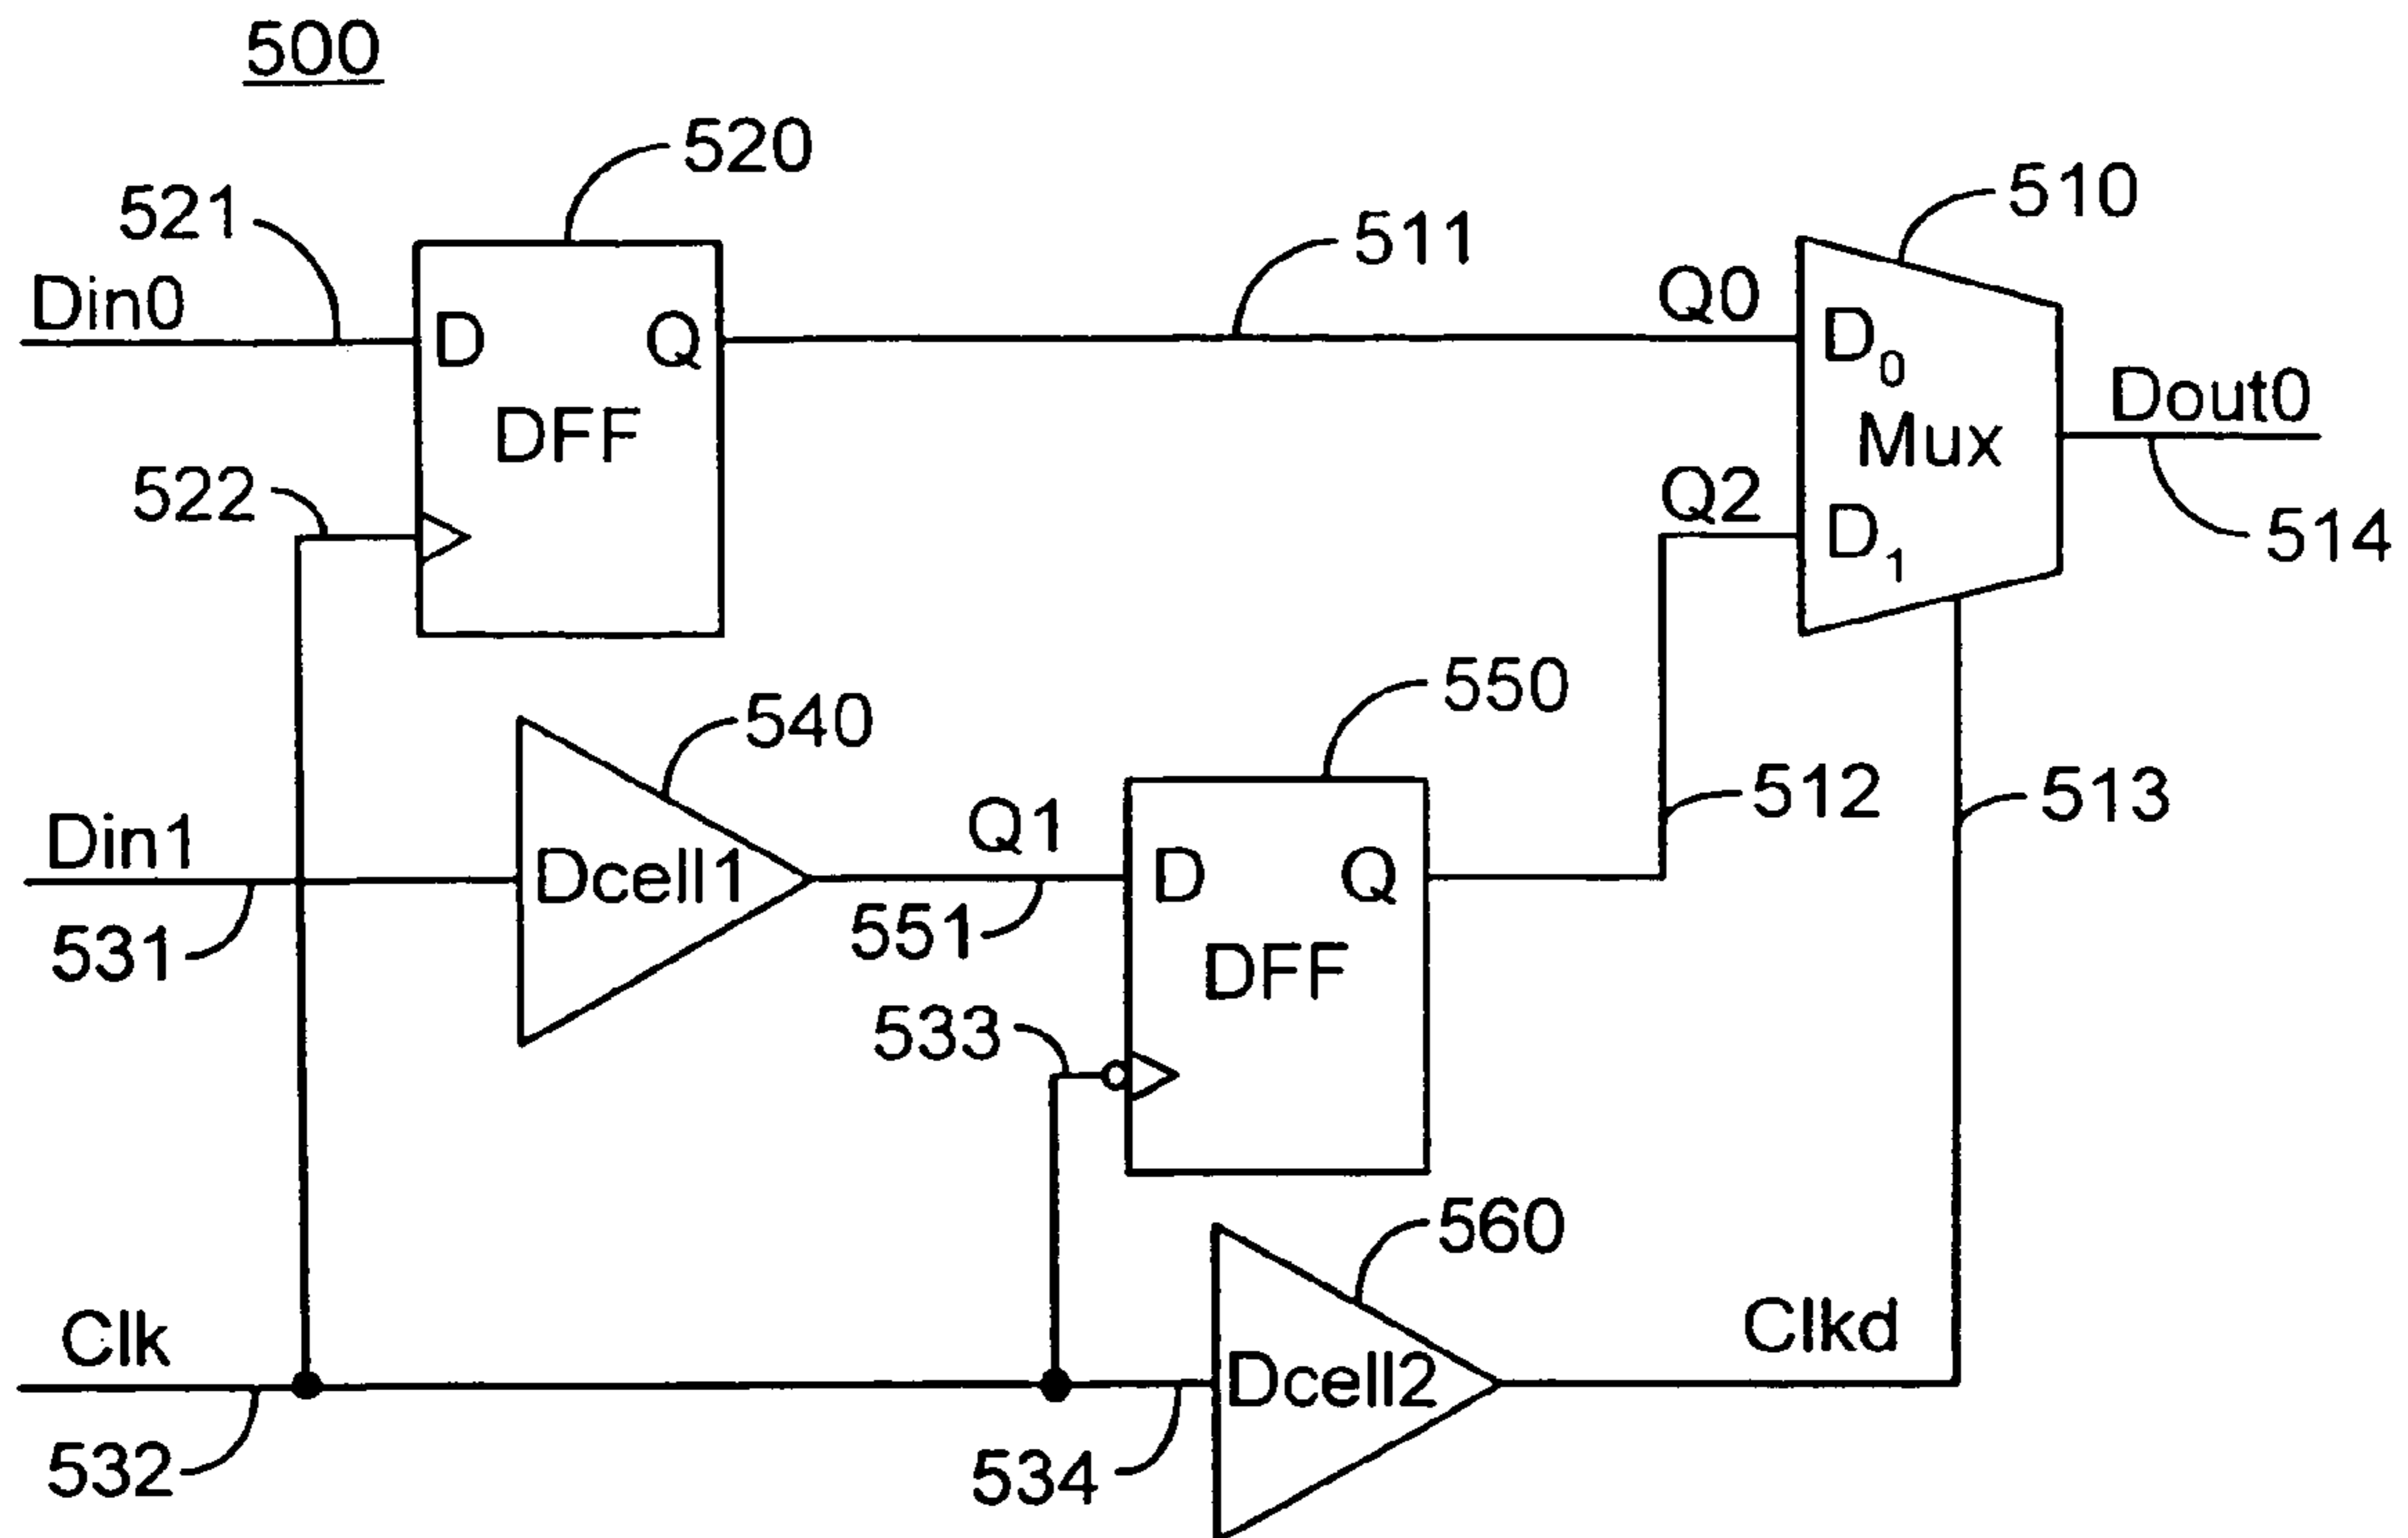 500
520
521
Din0
D
Q
DFF
522
511
Q0
510
D0
Mux
Q2
D1
Dout0
514
540
550
512
513
Din1
Dcell1
Q1
D
Q
531
551
DFF
533
560
Clk
Dcell2
Clkd
532
534